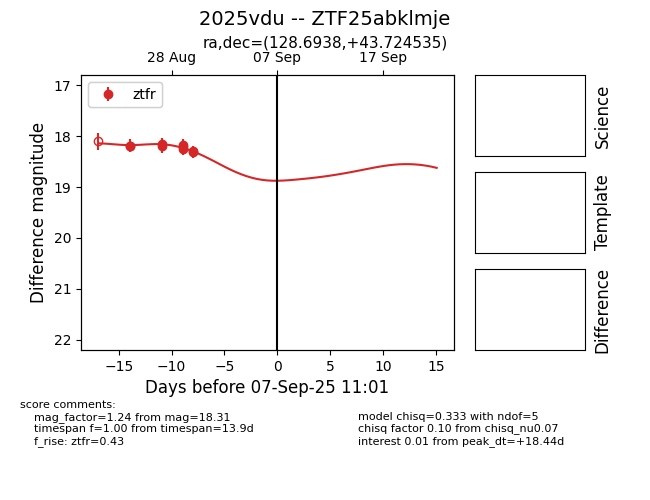 2025vdu -- ZTF25abklmje
ra,dec=(128.6938,+43.724535)
28 Aug 07 Sep 17 Sep
ztfr
17
18
19
20
21
22
Difference magnitude
−15 −10 −5 0 5 10 15
Days before 07-Sep-25 11:01
Science
Template
Difference
score comments:
mag_factor=1.24 from mag=18.31
timespan f=1.00 from timespan=13.9d
f_rise: ztfr=0.43
model chisq=0.333 with ndof=5
chisq factor 0.10 from chisq_nu0.07
interest 0.01 from peak_dt=+18.44d